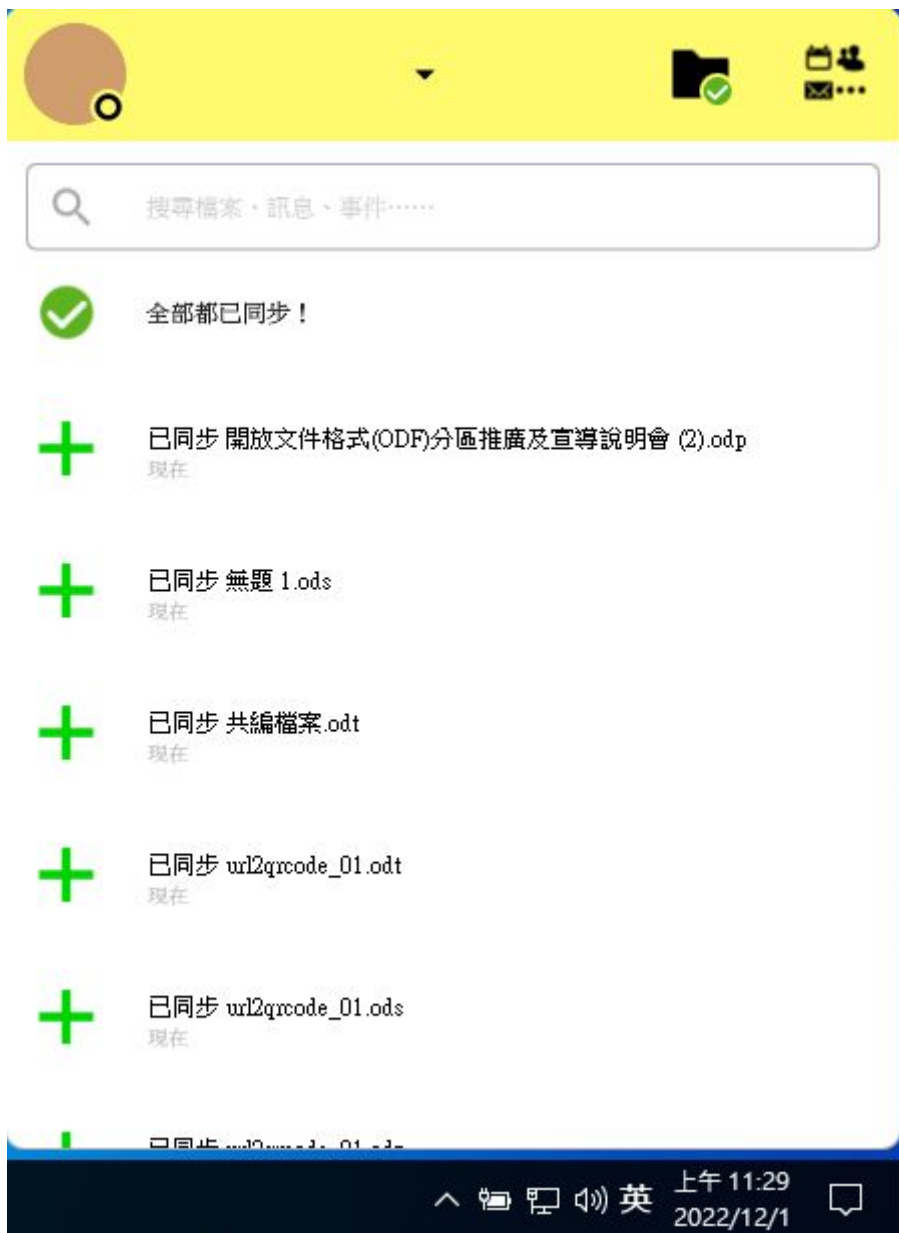 搜尋檔案、訊息、事件……
全部都已同步！
已同步 開放文件格式(ODF)分區推廣及宣導說明會 (2).odp
現在
已同步 無題 1.ods
現在
已同步 共編檔案.odt
現在
已同步 url2qrcode_01.odt
現在
已同步 url2qrcode_01.ods
現在
已同步
英
上午 11:29
2022/12/1